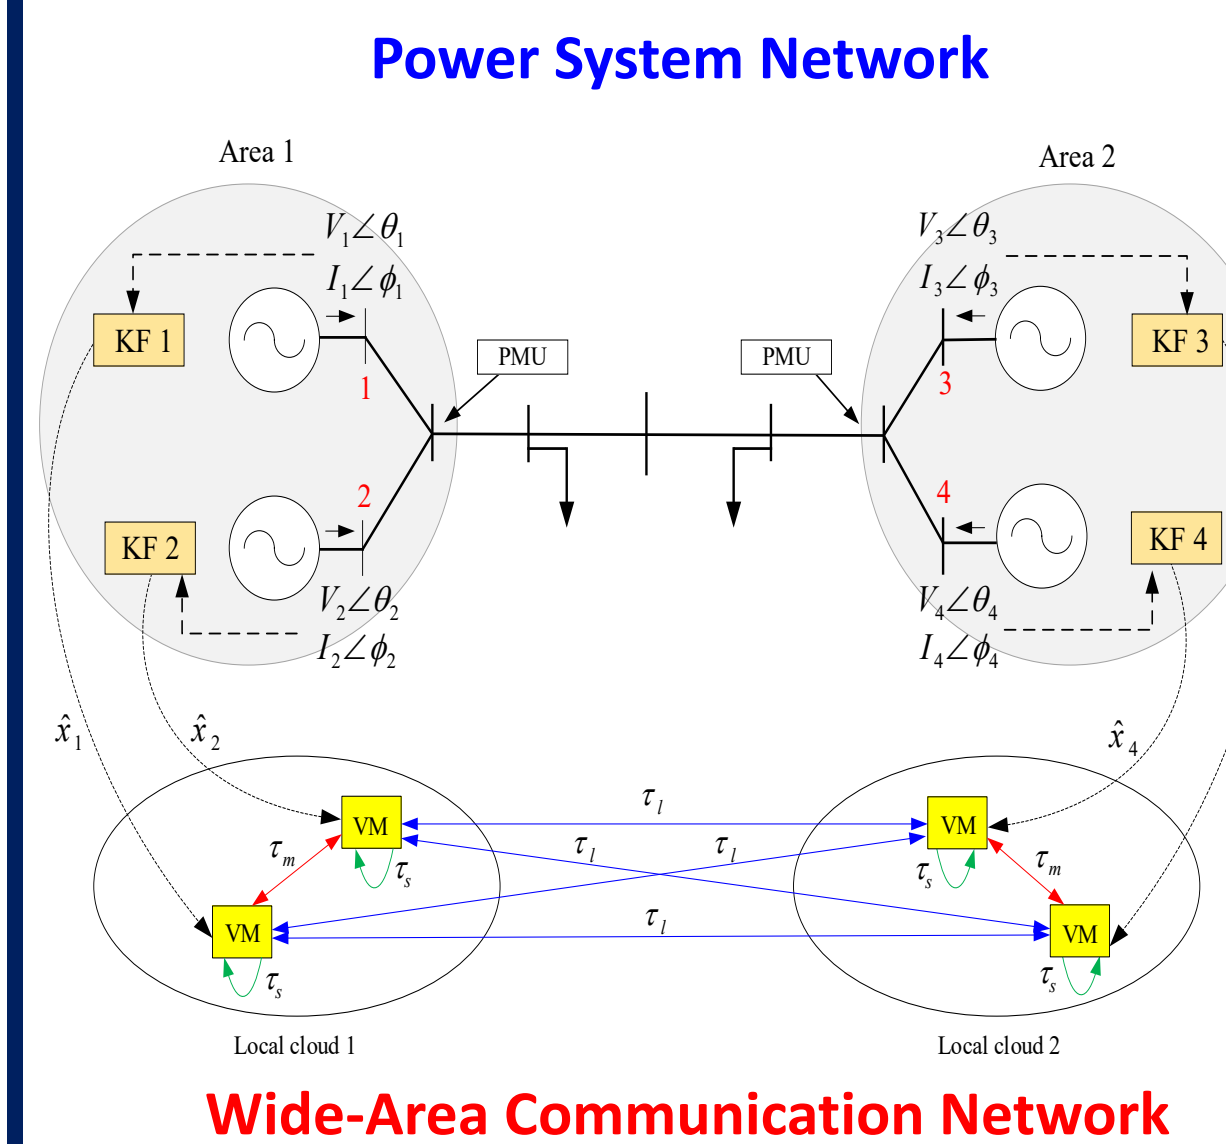 Power System Network
Area 1
Area 2
V₁∠θ₁
I₁∠ϕ₁
V₃∠θ₃
I₃∠ϕ₃
KF 1
KF 3
PMU
PMU
1
3
2
4
KF 2
KF 4
V₂∠θ₂
I₂∠ϕ₂
V₄∠θ₄
I₄∠ϕ₄
x̂₁
x̂₂
x̂₄
τₗ
VM
VM
τₘ
τₛ
τₗ
τₗ
τₛ
τₘ
VM
τₗ
VM
τₛ
τₛ
Local cloud 1
Local cloud 2
Wide-Area Communication Network